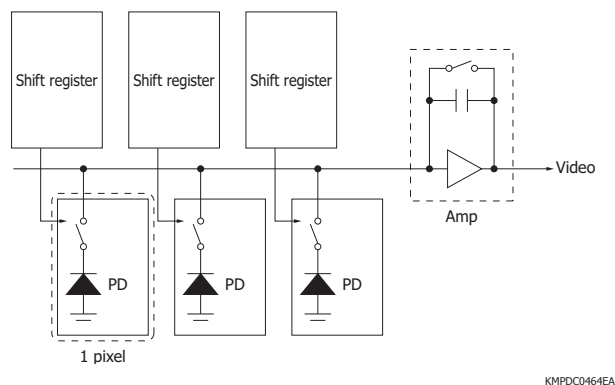 Shift register
Shift register
Shift register
Video
Amp
PD
PD
PD
1 pixel
KMPDC0464EA